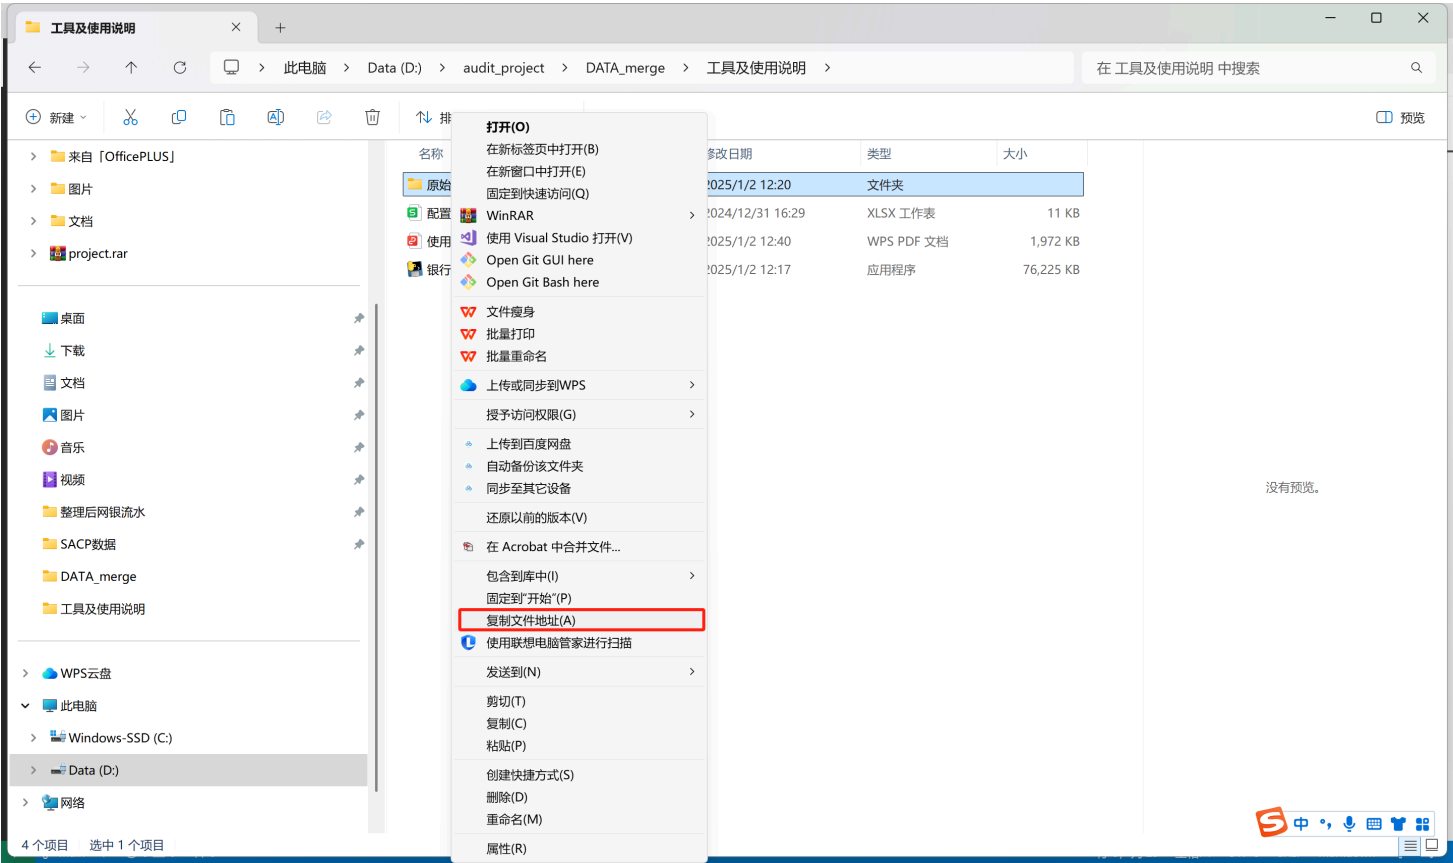 工具及使用说明
此电脑 > Data (D:) > audit_project > DATA_merge > 工具及使用说明 >
在 工具及使用说明 中搜索
新建
排
预览
来自「OfficePLUS」
图片
文档
project.rar
桌面
下载
文档
图片
音乐
视频
整理后网银流水
SACP数据
DATA_merge
工具及使用说明
WPS云盘
此电脑
Windows-SSD (C:)
Data (D:)
网络
4 个项目 选中 1 个项目
名称 修改日期 类型 大小
原始 2025/1/2 12:20 文件夹
配置 2024/12/31 16:29 XLSX 工作表 11 KB
使用 2025/1/2 12:40 WPS PDF 文档 1,972 KB
银行 2025/1/2 12:17 应用程序 76,225 KB
打开(O)
在新标签页中打开(B)
在新窗口中打开(E)
固定到快速访问(Q)
WinRAR
使用 Visual Studio 打开(V)
Open Git GUI here
Open Git Bash here
文件瘦身
批量打印
批量重命名
上传或同步到WPS
授予访问权限(G)
上传到百度网盘
自动备份该文件夹
同步至其它设备
还原以前的版本(V)
在 Acrobat 中合并文件...
包含到库中(I)
固定到"开始"(P)
复制文件地址(A)
使用联想电脑管家进行扫描
发送到(N)
剪切(T)
复制(C)
粘贴(P)
创建快捷方式(S)
删除(D)
重命名(M)
属性(R)
没有预览。
中